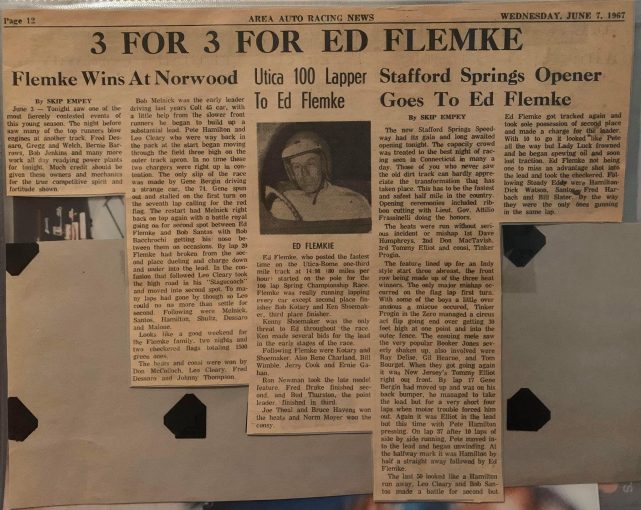 Page 12
AREA AUTO RACING NEWS
WEDNESDAY, JUNE 7, 1967
3 FOR 3 FOR ED FLEMKE
Flemke Wins At Norwood
By SKIP EMPEY
June 3 — Tonight saw one of the
most fiercely contested events of
this young season. The night before
saw many of the top runners blow
engines at another track. Fred Des-
saro, Gregg and Welch, Bernie Bar-
rows, Bob Jenkins and many more
work all day readying power plants
for tonight. Much credit should be
given these owners and mechanics
for the true competitive spirit and
fortitude shown.
Bob Melnick was the early leader
driving last years Colt 45 car, with
a little help from the slower front
runners he began to build up a
substantial lead. Pete Hamilton and
Leo Cleary who were way back in
the pack at the start began moving
through the field three high on the
outer track apron. In no time these
two chargers were right up in con-
tention. The only slip of the race
was made by Gene Bergin driving
a strange car, the 74. Gene spun
out and stalled on the first turn on
the seventh lap calling for the red
flag. The restart had Melnick right
back on top again with a battle royal
going on for second spot between Ed
Flemke and Bob Santos with Bob
Bacchrochi getting his nose be-
tween them on occasions. By lap 20
Flemke had broken from the sec-
ond place dueling and charge down
and under into the lead. In the con-
fusion that followed Leo Cleary took
the high road in his "Stagecoach"
and moved into second spot. To ma-
ny laps had gone by though so Leo
could no no more than settle for
second. Following were Melnick,
Santos, Hamilton, Shultz, Dessaro
and Malone.
Looks like a good weekend for
the Flemke family, two nights and
two checkered flags totaling 1500
green ones.
The heats and consi were won by
Don McCulloch, Leo Cleary, Fred
Dessaro and Johnny Thompson.
Utica 100 Lapper
To Ed Flemke
ED FLEMKIE
Ed Flemke, who posted the fastest
time on the Utica-Rome one-third
mile track at 14:98 (80 miles per
hour) started on the pole for the
100 lap Spring Championship Race.
Flemke was really running lapping
every car except second place fin-
isher Bob Kotary and Ken Shoemak-
er, third place finisher.
Kenny Shoemaker was the only
threat to Ed throughout the race.
Ken made several bids for the lead
in the early stages of the race.
Following Flemke were Kotary and
Shoemaker. Also Rene Charland, Bill
Wimble, Jerry Cook and Ernie Ga-
han.
Ron Newman took the late model
feature. Fred Drake finished sec-
ond, and Bud Thurston, the point
leader, finished in third.
Joe Theal and Bruce Havens won
the heats and Norm Moyer won the
consy.
Stafford Springs Opener
Goes To Ed Flemke
By SKIP EMPEY
The new Stafford Springs Speed-
way had its gala and long awaited
opening tonight. The capacity crowd
was treated to the best night of rac-
ing seen in Connecticut in many a
day. Those of you who never saw
the old dirt track can hardly appre-
ciate the transformation that has
taken place. This has to be the fastest
and safest half mile in the country.
Opening ceremonies included rib-
bon cutting with Lieut. Gov. Attilio
Frassinelli doing the honors.
The heats were run without seri-
ous incident or mishap 1st Dave
Humphreys, 2nd Don MacTavish,
3rd Tommy Elliot and consi, Tinker
Progin.
The feature lined up for an Indy
style start three abreast, the front
row being made up of the three heat
winners. The only major mishap oc-
curred on the flag lap first turn.
With some of the boys a little over
anxious a miscue occured, Tinker
Progin in the Zero managed a circus
act flip going end over getting 30
feet high at one point and into the
outer fence. The ensuing melee saw
the very popular Hooker Jones sev-
erly shaken up, also involved were
Ray Delise, Gil Hearne, and Tom
Bourget. When they got going again
it was New Jersey's Tommy Elliot
right out front. By lap 17 Gene
Bergin had moved up and was on his
back bumper, he managed to take
the lead but for a very short four
laps when motor trouble forced him
out. Again it was Elliot in the lead
but this time with Pete Hamilton
pressing. On lap 37 after 10 laps of
side by side running, Pete moved in-
to the lead and began unwinding. At
the halfway mark it was Hamilton by
half a straight away followed by Ed
Flemke.
The last 50 looked like a Hamilton
run away. Leo Cleary and Bob San-
tos made a battle for second but
Ed Flemke got tracked again and
took sole possession of second place
and made a charge for the leader.
With 10 to go it looked like Pete
all the way but Lady Luck frowned
and he began spewing oil and soon
lost traction. Ed Flemke not being
one to miss an advantage shot into
the lead and took the checkered. Fol-
lowing Steady Eddy were Hamilton,
Dick Watson, Santos, Fred Har-
bach and Bill Slater. By the way
they were the only ones running
in the same lap.